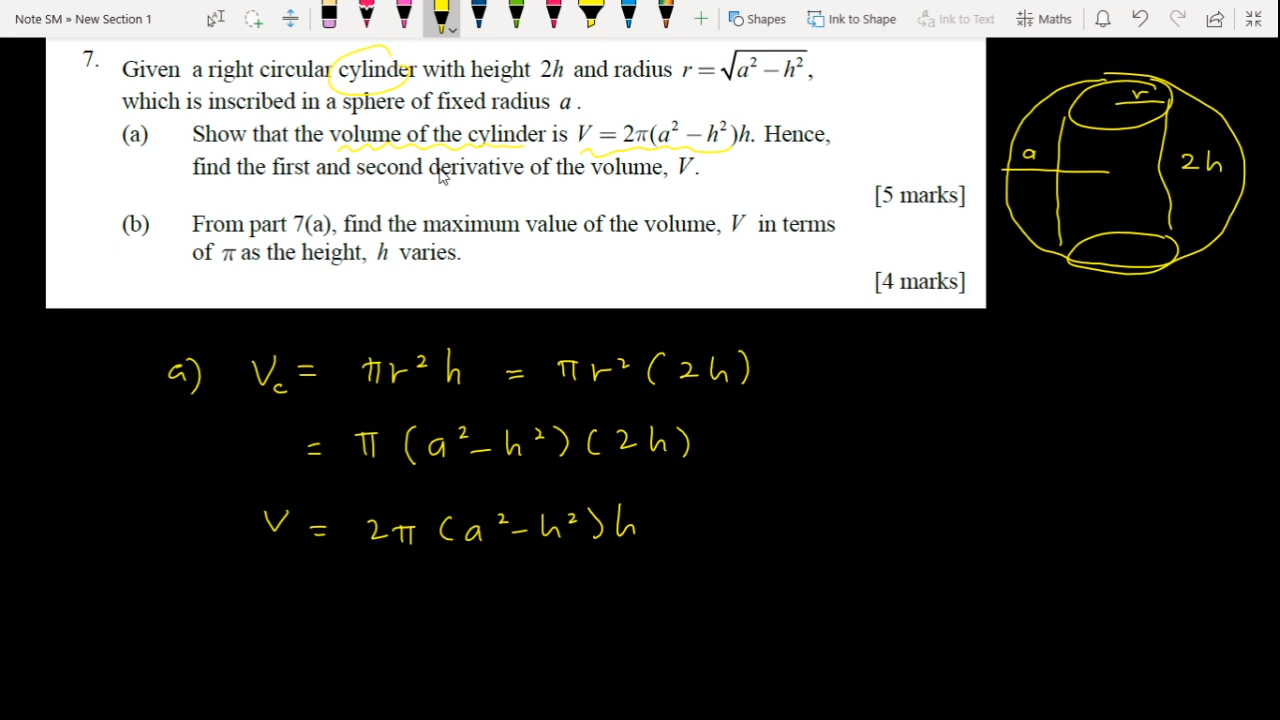 Note SM » New Section 1
Shapes
Ink to Shape
Ink to Text
Maths
7. Given a right circular cylinder with height 2h and radius r = √(a² − h²),
which is inscribed in a sphere of fixed radius a.
(a) Show that the volume of the cylinder is V = 2π(a² − h²)h. Hence,
find the first and second derivative of the volume, V.
[5 marks]
(b) From part 7(a), find the maximum value of the volume, V in terms
of π as the height, h varies.
[4 marks]
r
a
2h
a) Vc = πr²h = πr²(2h)
= π(a²−h²)(2h)
V = 2π(a²−h²)h